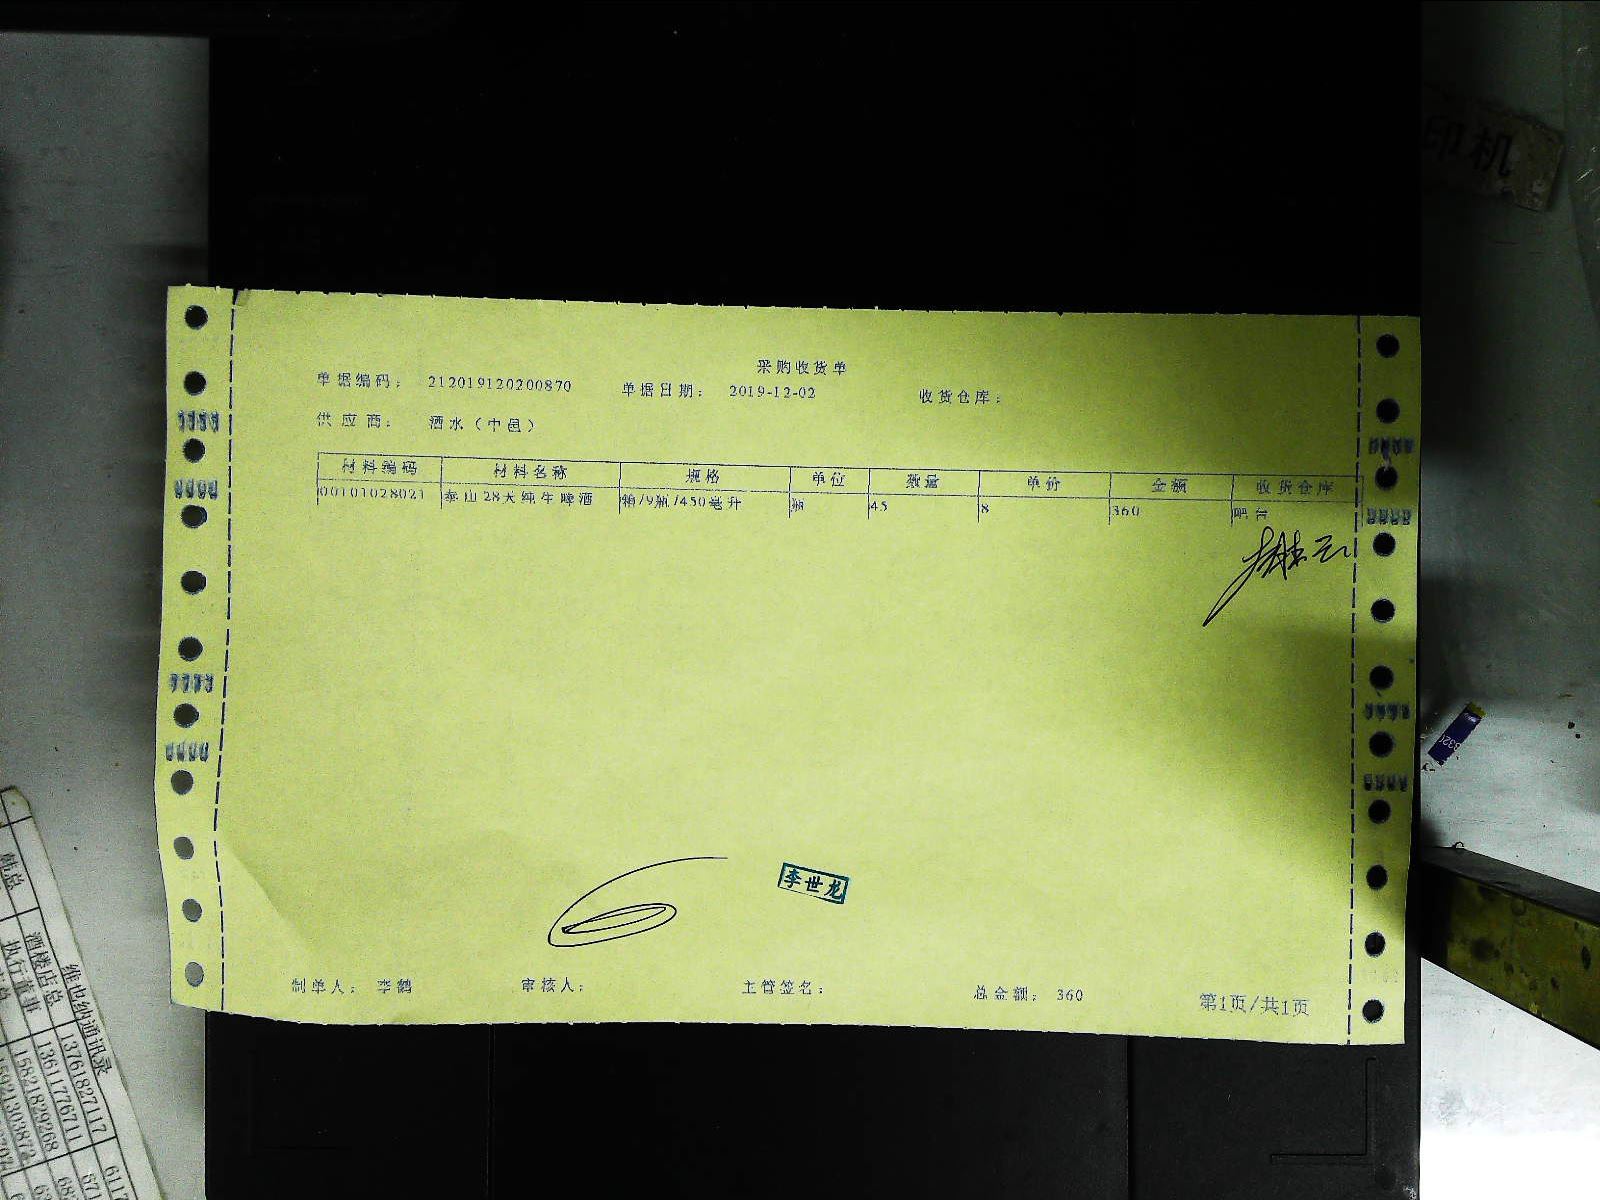 印机
采购收货单
单据编码： 212019120200870 单据日期： 2019-12-02 收货仓库：
供应商： 酒水（中邑）
材料编码 材料名称 规格 单位 数量 单价 金额 收货仓库
00101028021 泰山28天纯生啤酒 箱/9瓶/450毫升 瓶 45 8 360 吧台
李世龙
制单人： 李鹤 审核人： 主管签名： 总金额： 360 第1页/共1页
维也纳通讯录
韩总 13761827117
酒楼店总 13611776711
执行董事 15821829268